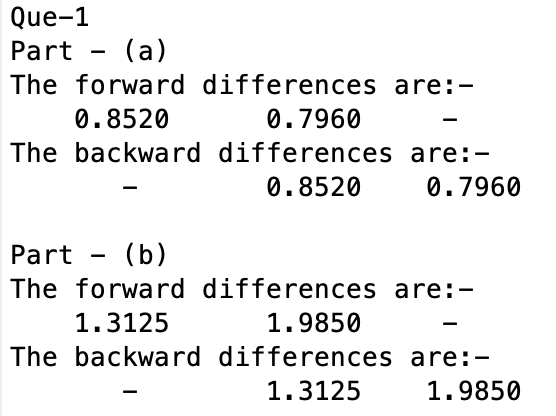 Que-1
Part - (a)
The forward differences are:-
0.8520 0.7960 -
The backward differences are:-
- 0.8520 0.7960
Part - (b)
The forward differences are:-
1.3125 1.9850 -
The backward differences are:-
- 1.3125 1.9850